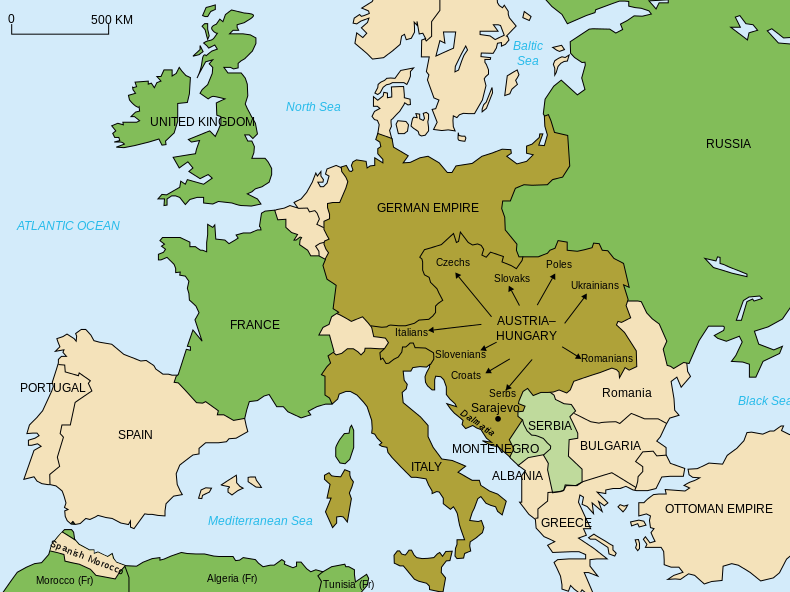 0
500 KM
Baltic
Sea
North Sea
UNITED KINGDOM
RUSSIA
GERMAN EMPIRE
ATLANTIC OCEAN
Czechs
Slovaks
Poles
Ukrainians
FRANCE
AUSTRIA–
HUNGARY
Italians
Slovenians
Romanians
Croats
PORTUGAL
Serbs
Romania
Black Sea
Sarajevo
Dalmatia
SERBIA
SPAIN
MONTENEGRO
BULGARIA
ITALY
ALBANIA
OTTOMAN EMPIRE
Mediterranean Sea
GREECE
Spanish Morocco
Morocco (Fr)
Algeria (Fr)
Tunisia (Fr)